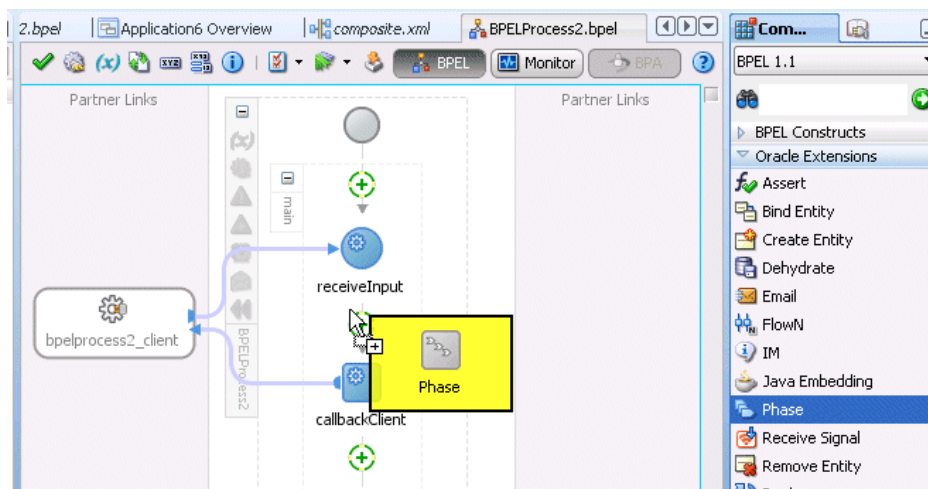 2.bpel Application6 Overview composite.xml BPELProcess2.bpel Com...
(x) XYZ BPEL Monitor BPA BPEL 1.1
Partner Links
Partner Links
BPEL Constructs
Oracle Extensions
Assert
main
Bind Entity
Create Entity
receiveInput
Dehydrate
Email
bpelprocess2_client
BPELProcess2
FlowN
IM
Phase
Java Embedding
callbackClient
Phase
Receive Signal
Remove Entity